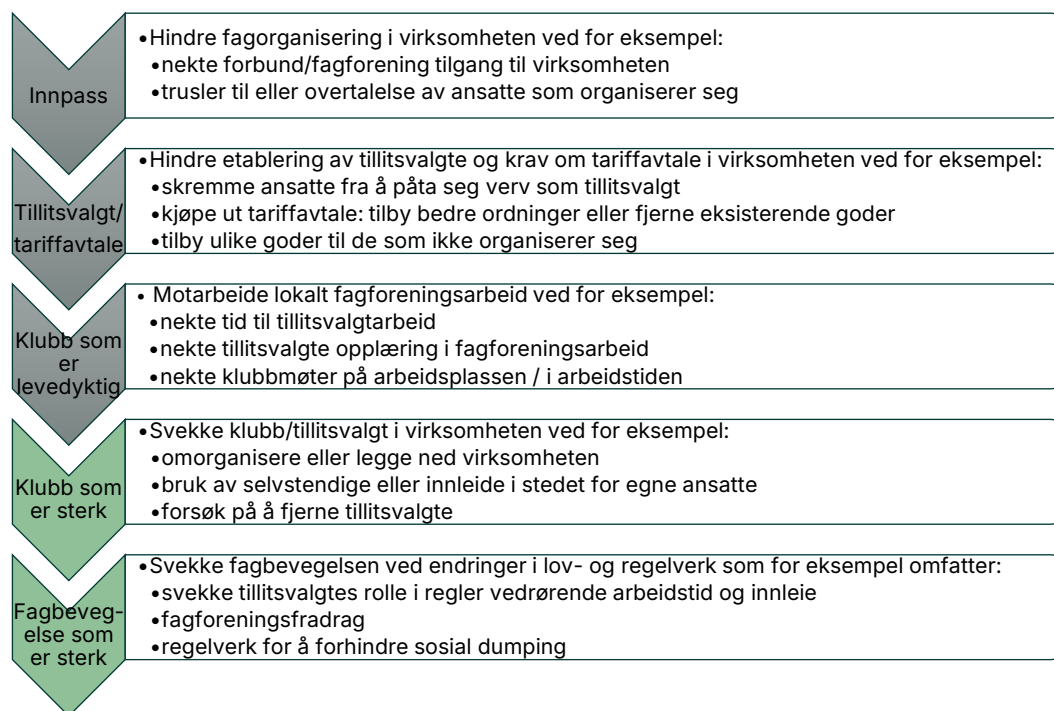 Innpass
•Hindre fagorganisering i virksomheten ved for eksempel:
•nekte forbund/fagforening tilgang til virksomheten
•trusler til eller overtalelse av ansatte som organiserer seg
Tillitsvalgt/
tariffavtale
•Hindre etablering av tillitsvalgte og krav om tariffavtale i virksomheten ved for eksempel:
•skremme ansatte fra å påta seg verv som tillitsvalgt
•kjøpe ut tariffavtale: tilby bedre ordninger eller fjerne eksisterende goder
•tilby ulike goder til de som ikke organiserer seg
Klubb som
er
levedyktig
• Motarbeide lokalt fagforeningsarbeid ved for eksempel:
•nekte tid til tillitsvalgtarbeid
•nekte tillitsvalgte opplæring i fagforeningsarbeid
•nekte klubbmøter på arbeidsplassen / i arbeidstiden
Klubb som
er sterk
•Svekke klubb/tillitsvalgt i virksomheten ved for eksempel:
•omorganisere eller legge ned virksomheten
•bruk av selvstendige eller innleide i stedet for egne ansatte
•forsøk på å fjerne tillitsvalgte
Fagbeveg-
else som
er sterk
•Svekke fagbevegelsen ved endringer i lov- og regelverk som for eksempel omfatter:
•svekke tillitsvalgtes rolle i regler vedrørende arbeidstid og innleie
•fagforeningsfradrag
•regelverk for å forhindre sosial dumping